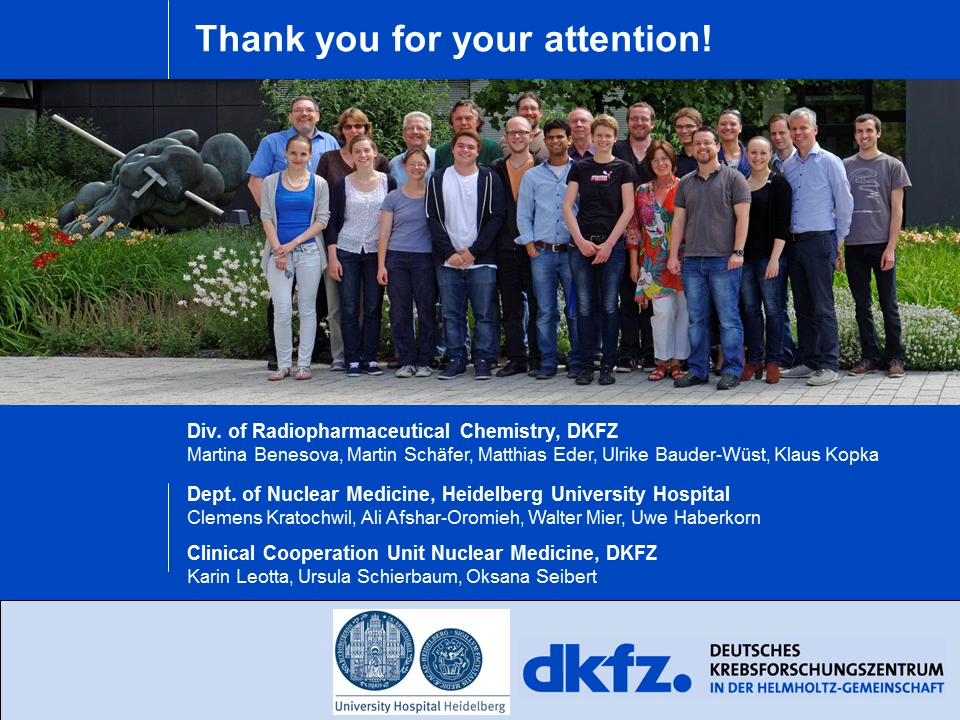 Thank you for your attention!
Div. of Radiopharmaceutical Chemistry, DKFZ
Martina Benesova, Martin Schäfer, Matthias Eder, Ulrike Bauder-Wüst, Klaus Kopka
Dept. of Nuclear Medicine, Heidelberg University Hospital
Clemens Kratochwil, Ali Afshar-Oromieh, Walter Mier, Uwe Haberkorn
Clinical Cooperation Unit Nuclear Medicine, DKFZ
Karin Leotta, Ursula Schierbaum, Oksana Seibert
University Hospital Heidelberg
dkfz.
DEUTSCHES
KREBSFORSCHUNGSZENTRUM
IN DER HELMHOLTZ-GEMEINSCHAFT